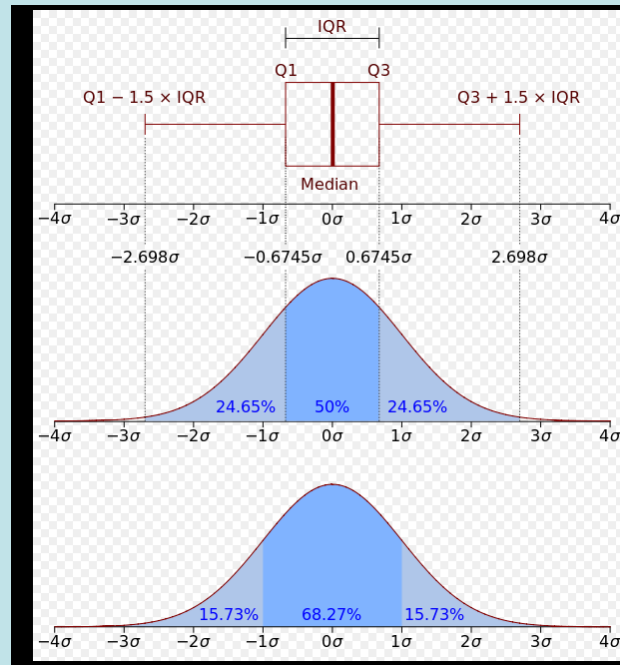 IQR
Q1 Q3
Q1 − 1.5 × IQR Q3 + 1.5 × IQR
Median
−4σ −3σ −2σ −1σ 0σ 1σ 2σ 3σ 4σ
−2.698σ −0.6745σ 0.6745σ 2.698σ
24.65% 50% 24.65%
−4σ −3σ −2σ −1σ 0σ 1σ 2σ 3σ 4σ
15.73% 68.27% 15.73%
−4σ −3σ −2σ −1σ 0σ 1σ 2σ 3σ 4σ